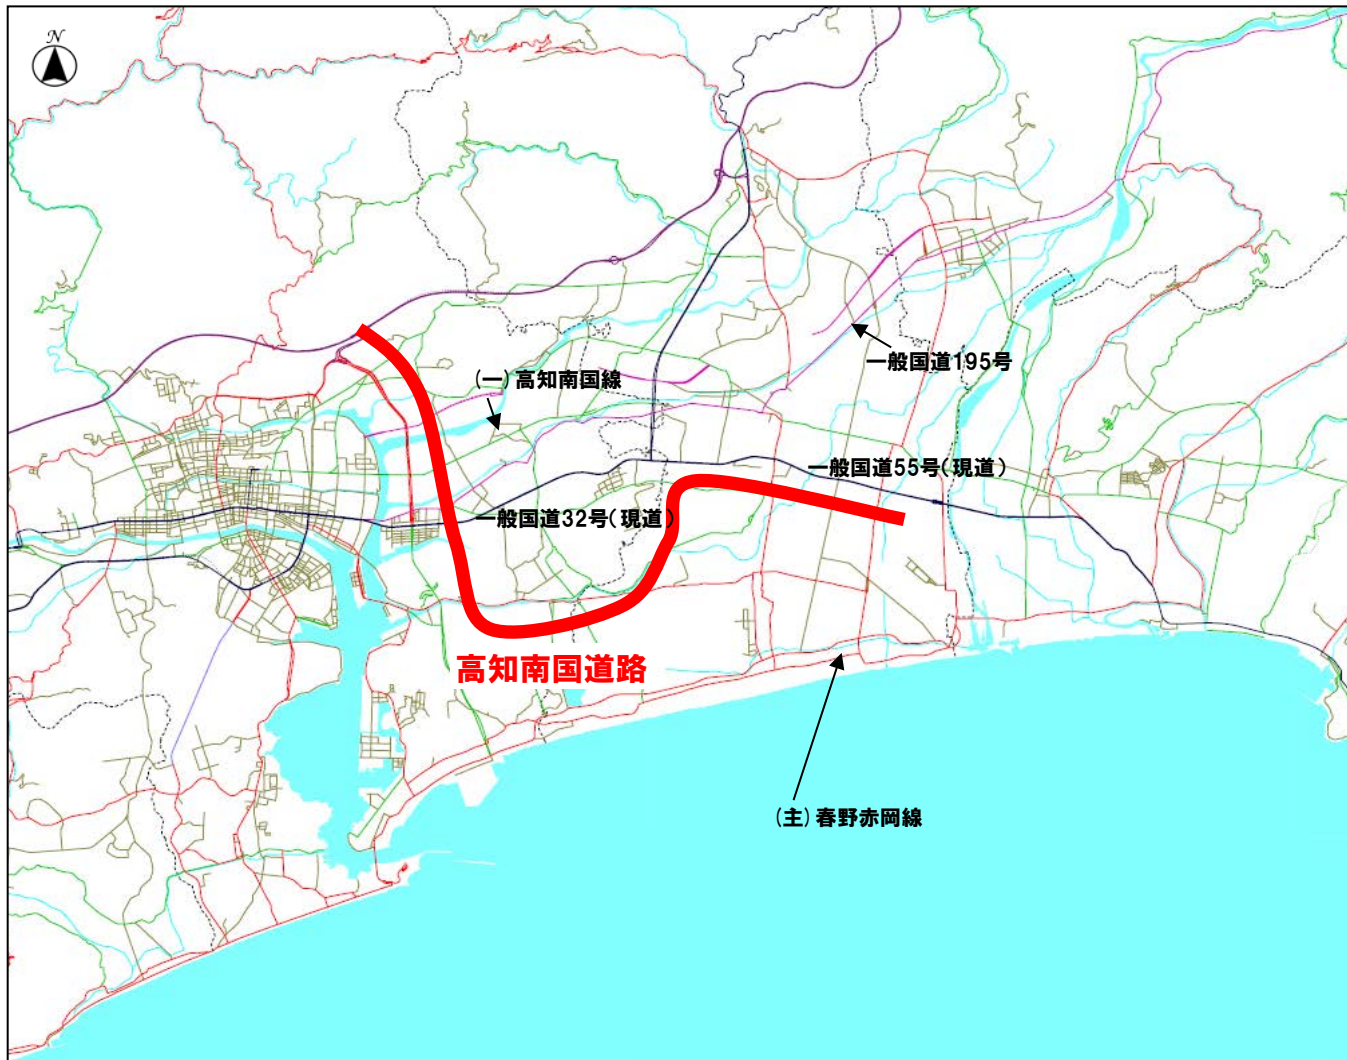 N
一般国道195号
(一)高知南国線
一般国道55号(現道)
一般国道32号(現道)
高知南国道路
(主)春野赤岡線